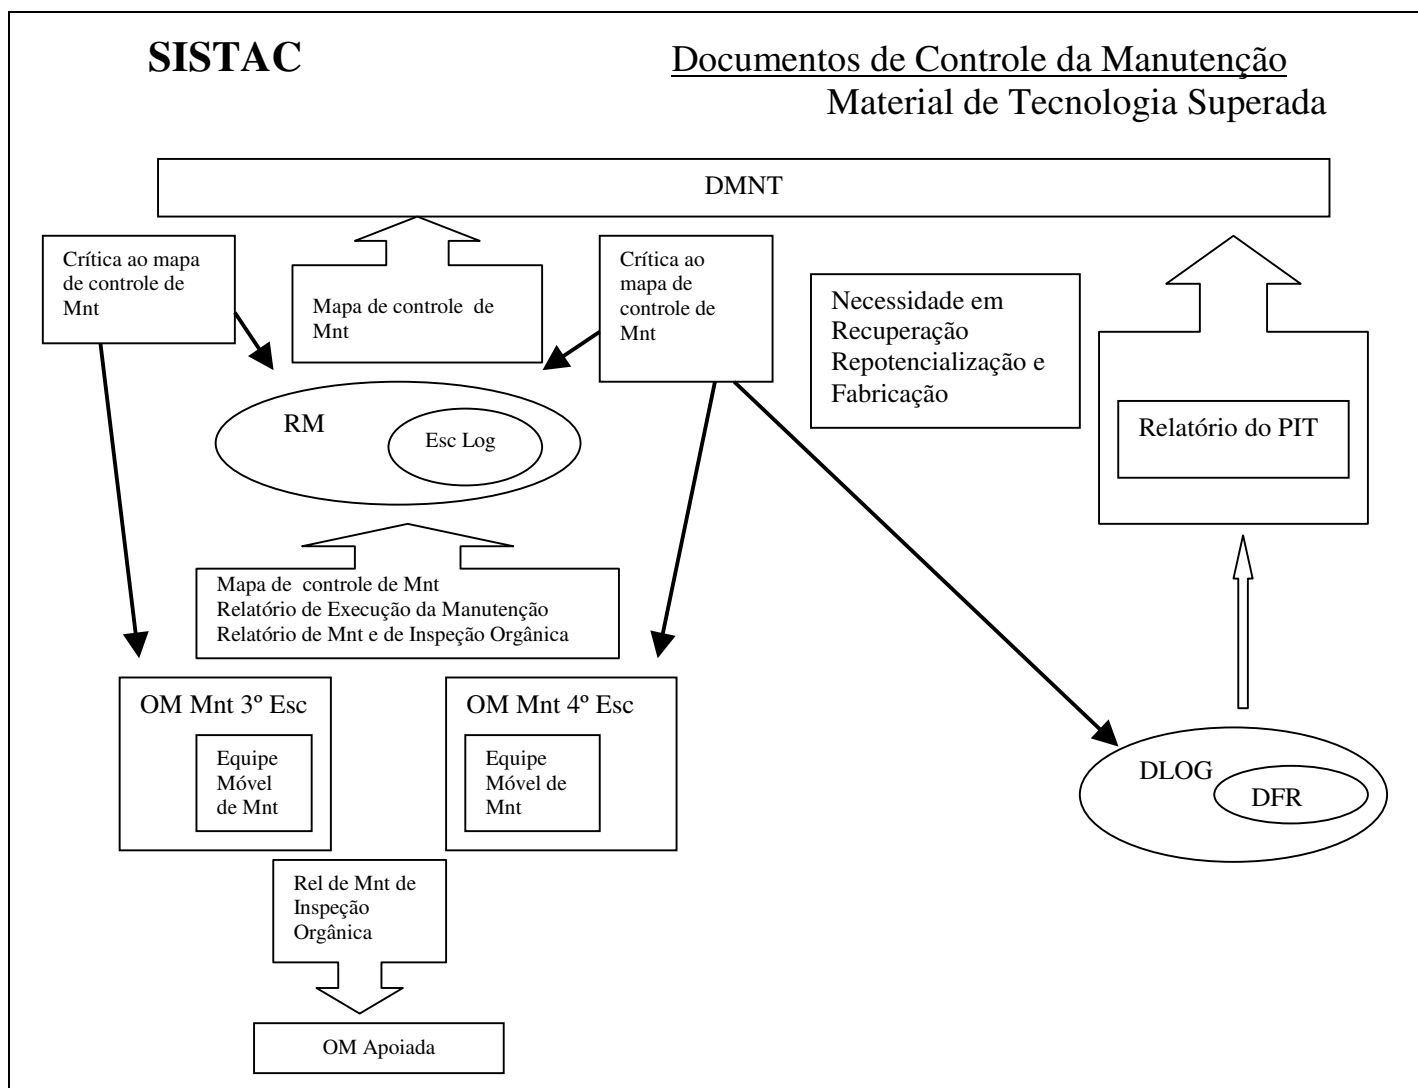 SISTAC
Documentos de Controle da Manutenção
Material de Tecnologia Superada
DMNT
Crítica ao mapa
de controle de
Mnt
Mapa de controle de
Mnt
Crítica ao
mapa de
controle de
Mnt
Necessidade em
Recuperação
Repotencialização e
Fabricação
Relatório do PIT
RM
Esc Log
Mapa de controle de Mnt
Relatório de Execução da Manutenção
Relatório de Mnt e de Inspeção Orgânica
OM Mnt 3º Esc
Equipe
Móvel
de Mnt
OM Mnt 4º Esc
Equipe
Móvel de
Mnt
DLOG
DFR
Rel de Mnt de
Inspeção
Orgânica
OM Apoiada